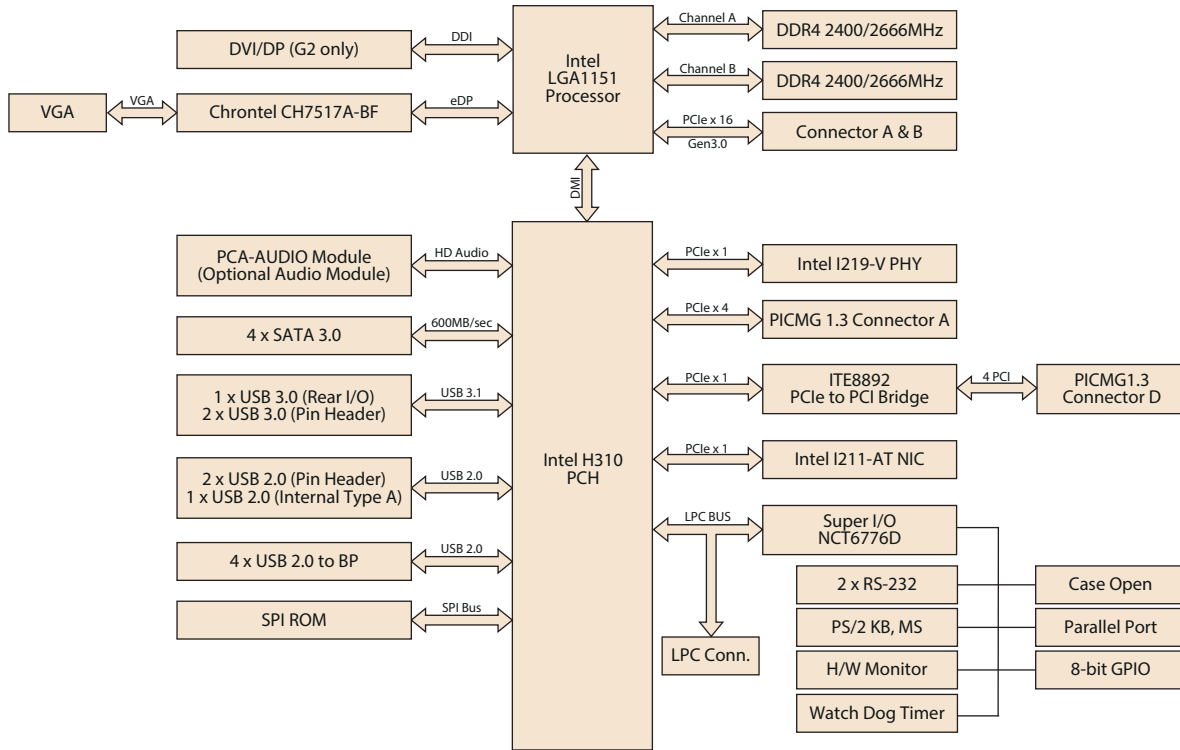 DVI/DP (G2 only)
DDI
VGA
VGA
Chrontel CH7517A-BF
eDP
Intel
LGA1151
Processor
Channel A
DDR4 2400/2666MHz
Channel B
DDR4 2400/2666MHz
PCIe x 16
Gen3.0
Connector A & B
DMI
PCA-AUDIO Module
(Optional Audio Module)
HD Audio
4 x SATA 3.0
600MB/sec
1 x USB 3.0 (Rear I/O)
2 x USB 3.0 (Pin Header)
USB 3.1
2 x USB 2.0 (Pin Header)
1 x USB 2.0 (Internal Type A)
USB 2.0
4 x USB 2.0 to BP
USB 2.0
SPI ROM
SPI Bus
Intel H310
PCH
PCIe x 1
Intel I219-V PHY
PCIe x 4
PICMG 1.3 Connector A
PCIe x 1
ITE8892
PCIe to PCI Bridge
4 PCI
PICMG1.3
Connector D
PCIe x 1
Intel I211-AT NIC
LPC BUS
Super I/O
NCT6776D
LPC Conn.
2 x RS-232
Case Open
PS/2 KB, MS
Parallel Port
H/W Monitor
8-bit GPIO
Watch Dog Timer